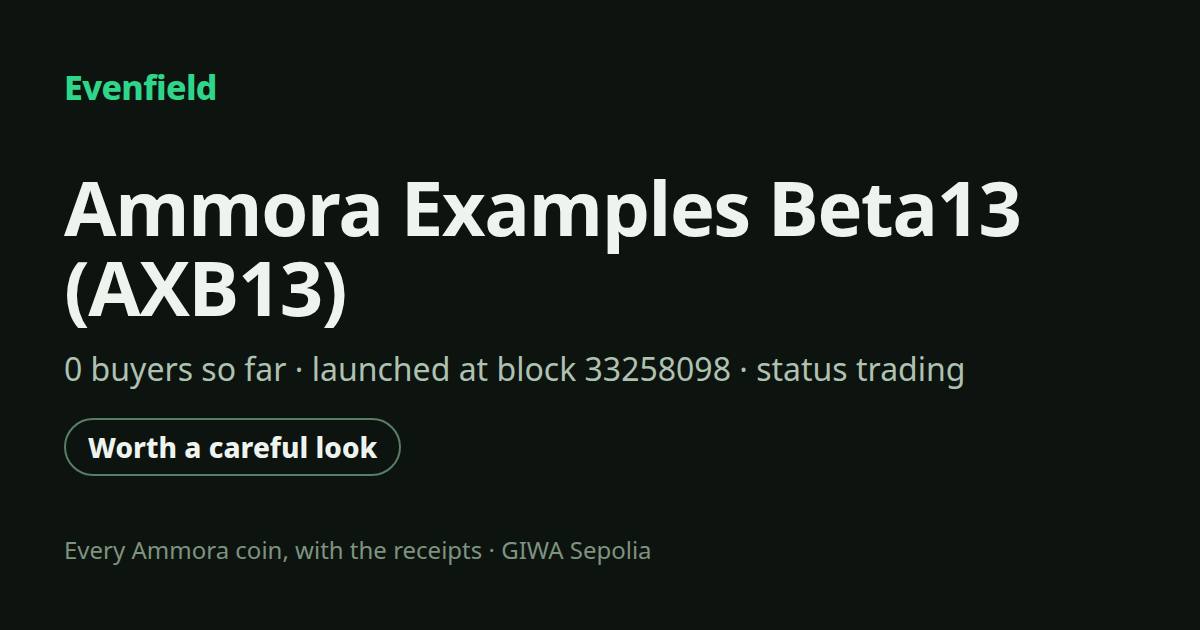 Evenfield
Ammora Examples Beta13
(AXB13)
0 buyers so far · launched at block 33258098 · status trading
Worth a careful look
Every Ammora coin, with the receipts · GIWA Sepolia